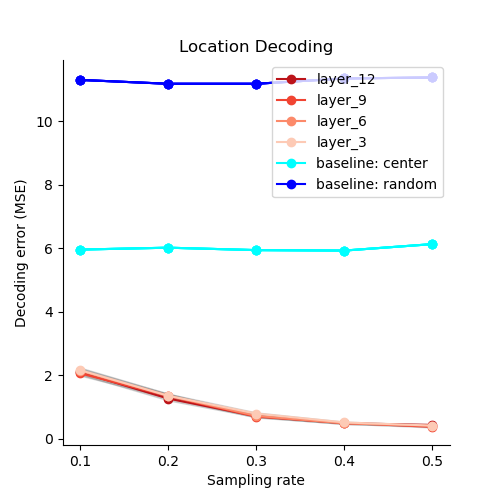 Location Decoding
layer_12
layer_9
layer_6
layer_3
baseline: center
baseline: random
Decoding error (MSE)
10
8
6
4
2
0
0.1 0.2 0.3 0.4 0.5
Sampling rate